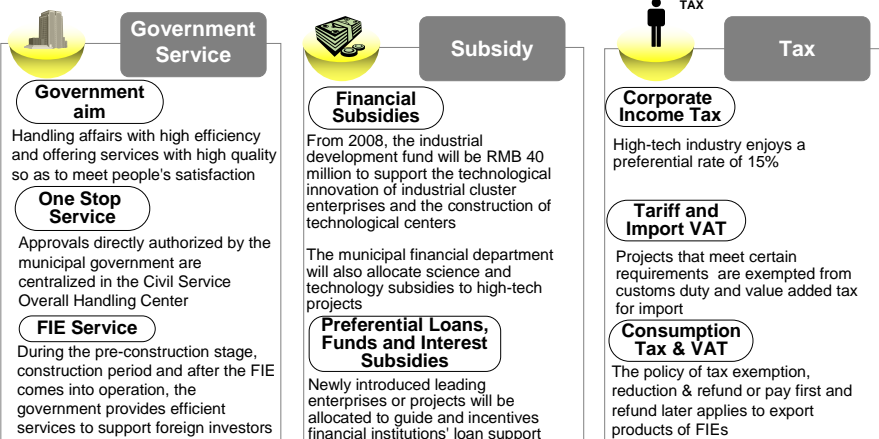 Government
Service
Government
aim
Handling affairs with high efficiency
and offering services with high quality
so as to meet people's satisfaction
One Stop
Service
Approvals directly authorized by the
municipal government are
centralized in the Civil Service
Overall Handling Center
FIE Service
During the pre-construction stage,
construction period and after the FIE
comes into operation, the
government provides efficient
services to support foreign investors
Subsidy
Financial
Subsidies
From 2008, the industrial
development fund will be RMB 40
million to support the technological
innovation of industrial cluster
enterprises and the construction of
technological centers
The municipal financial department
will also allocate science and
technology subsidies to high-tech
projects
Preferential Loans,
Funds and Interest
Subsidies
Newly introduced leading
enterprises or projects will be
allocated to guide and incentives
financial institutions' loan support
TAX
Tax
Corporate
Income Tax
High-tech industry enjoys a
preferential rate of 15%
Tariff and
Import VAT
Projects that meet certain
requirements are exempted from
customs duty and value added tax
for import
Consumption
Tax & VAT
The policy of tax exemption,
reduction & refund or pay first and
refund later applies to export
products of FIEs